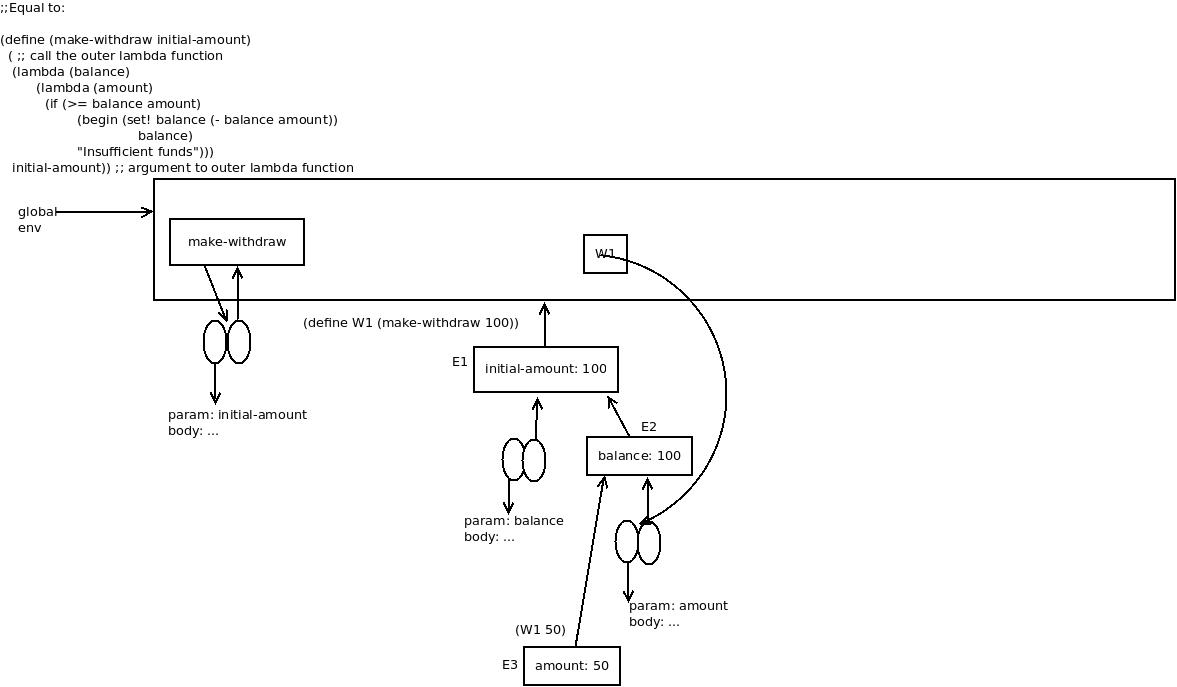 ;;Equal to:
(define (make-withdraw initial-amount)
( ;; call the outer lambda function
(lambda (balance)
(lambda (amount)
(if (>= balance amount)
(begin (set! balance (- balance amount))
balance)
"Insufficient funds")))
initial-amount)) ;; argument to outer lambda function
global
env
make-withdraw
W1
(define W1 (make-withdraw 100))
E1
initial-amount: 100
param: initial-amount
body: ...
E2
balance: 100
param: balance
body: ...
param: amount
body: ...
(W1 50)
E3
amount: 50